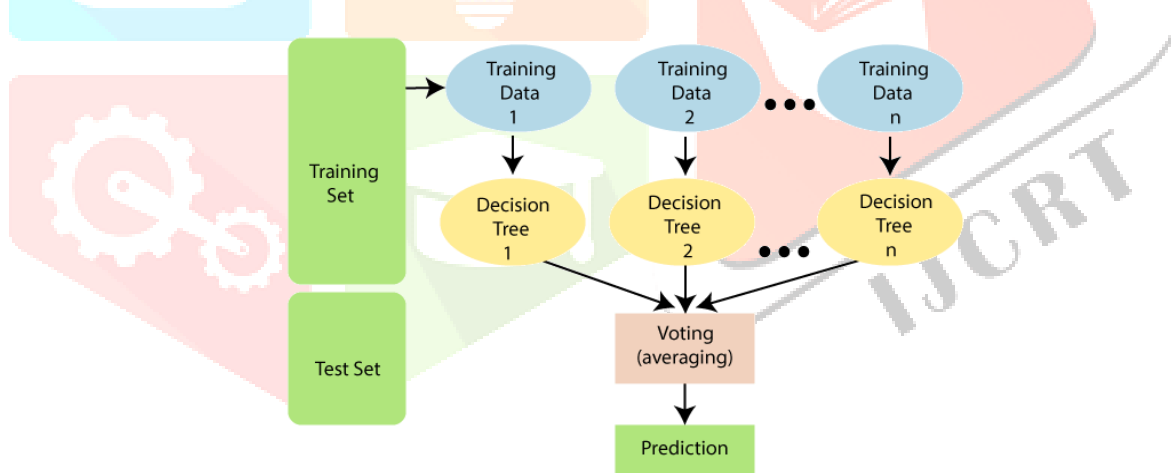 Training
Set
Test Set
Training
Data
1
Training
Data
2
Training
Data
n
Decision
Tree
1
Decision
Tree
2
Decision
Tree
n
Voting
(averaging)
Prediction
IJCRT